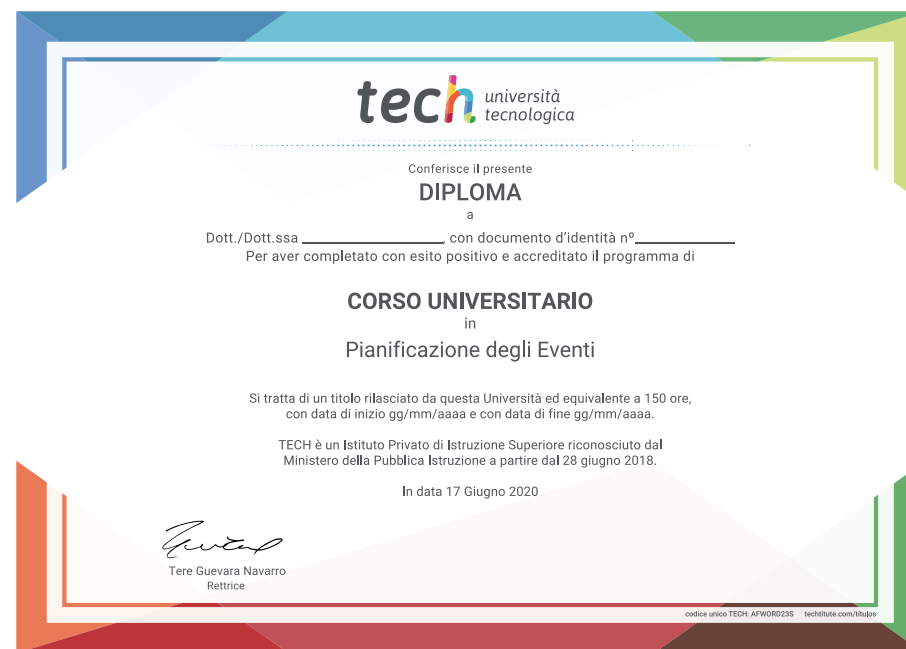 tech università
tecnologica
Conferisce il presente
DIPLOMA
a
Dott./Dott.ssa ____________________, con documento d'identità nº______________
Per aver completato con esito positivo e accreditato il programma di
CORSO UNIVERSITARIO
in
Pianificazione degli Eventi
Si tratta di un titolo rilasciato da questa Università ed equivalente a 150 ore,
con data di inizio gg/mm/aaaa e con data di fine gg/mm/aaaa.
TECH è un Istituto Privato di Istruzione Superiore riconosciuto dal
Ministero della Pubblica Istruzione a partire dal 28 giugno 2018.
In data 17 Giugno 2020
Tere Guevara Navarro
Rettrice
codice unico TECH: AFWORD23S techtitute.com/titulos